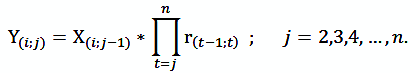 Y(i;j) = X(i;j−1) * ∏_{t=j}^{n} r(t−1;t) ; j = 2,3,4, …, n.